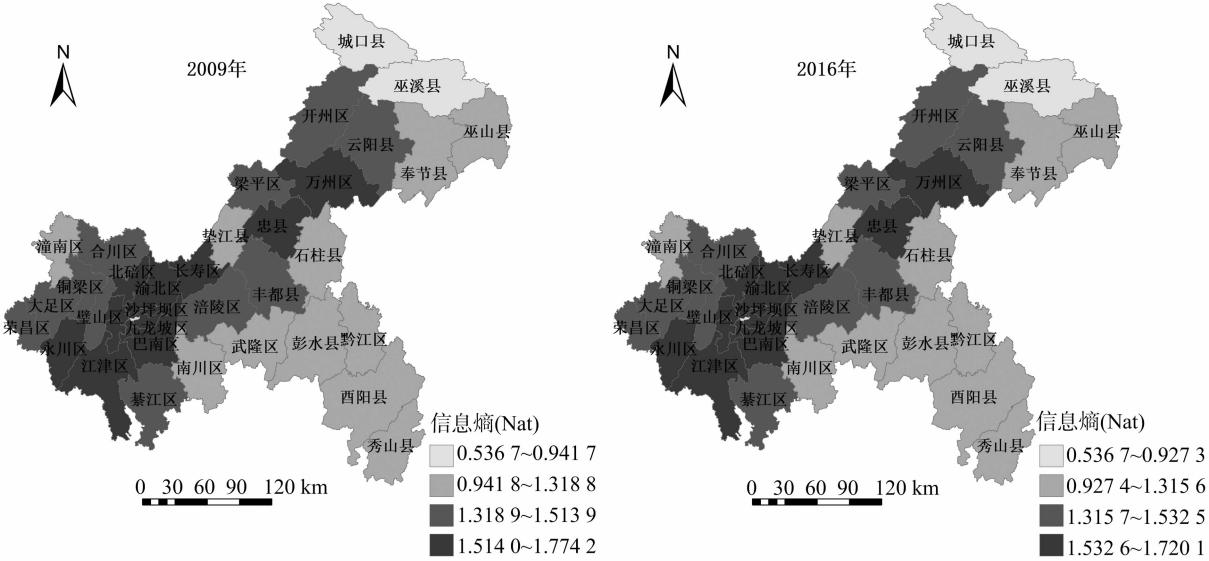 N
2009年
城口县
巫溪县
开州区
巫山县
云阳县
奉节县
梁平区
万州区
忠县
垫江县
潼南区
合川区
石柱县
北碚区
长寿区
铜梁区
渝北区
丰都县
大足区
沙坪坝区
涪陵区
璧山区
荣昌区
九龙坡区
永川区
巴南区
武隆区
彭水县
黔江区
江津区
南川区
綦江区
酉阳县
秀山县
信息熵(Nat)
0.536 7~0.941 7
0.941 8~1.318 8
1.318 9~1.513 9
1.514 0~1.774 2
0 30 60 90 120 km
N
2016年
城口县
巫溪县
开州区
巫山县
云阳县
奉节县
梁平区
万州区
忠县
垫江县
潼南区
合川区
石柱县
北碚区
长寿区
铜梁区
渝北区
丰都县
大足区
沙坪坝区
涪陵区
璧山区
荣昌区
九龙坡区
永川区
巴南区
武隆区
彭水县
黔江区
江津区
南川区
綦江区
酉阳县
秀山县
信息熵(Nat)
0.536 7~0.927 3
0.927 4~1.315 6
1.315 7~1.532 5
1.532 6~1.720 1
0 30 60 90 120 km